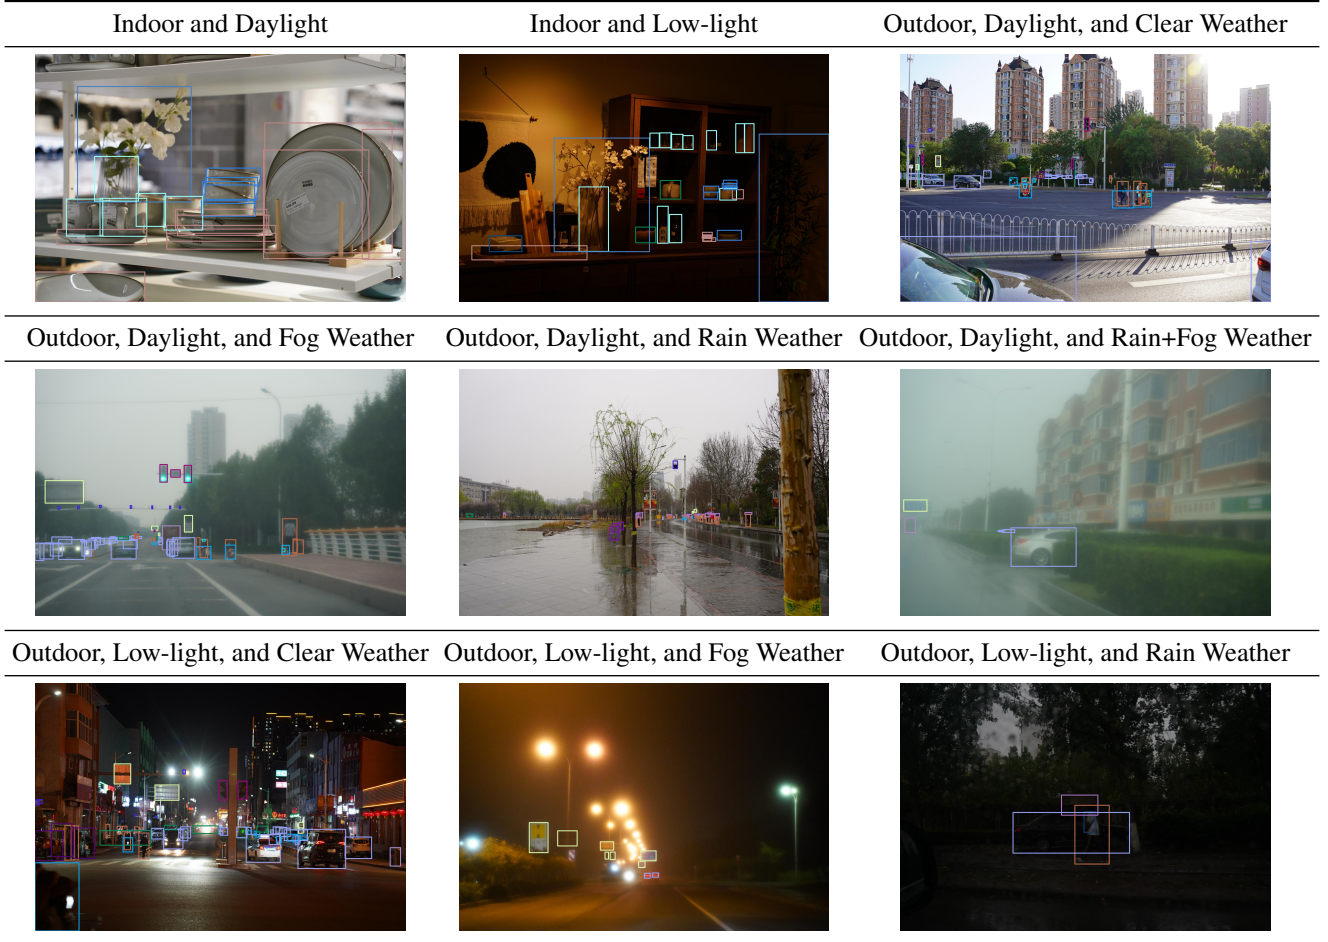 Indoor and Daylight
Indoor and Low-light
Outdoor, Daylight, and Clear Weather
Outdoor, Daylight, and Fog Weather
Outdoor, Daylight, and Rain Weather
Outdoor, Daylight, and Rain+Fog Weather
Outdoor, Low-light, and Clear Weather
Outdoor, Low-light, and Fog Weather
Outdoor, Low-light, and Rain Weather